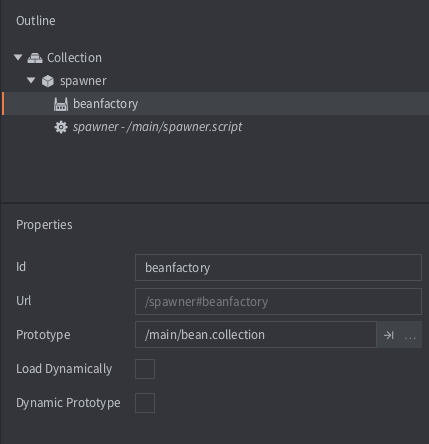 Outline
Collection
spawner
beanfactory
spawner - /main/spawner.script
Properties
Id beanfactory
Url /spawner#beanfactory
Prototype /main/bean.collection ...
Load Dynamically
Dynamic Prototype